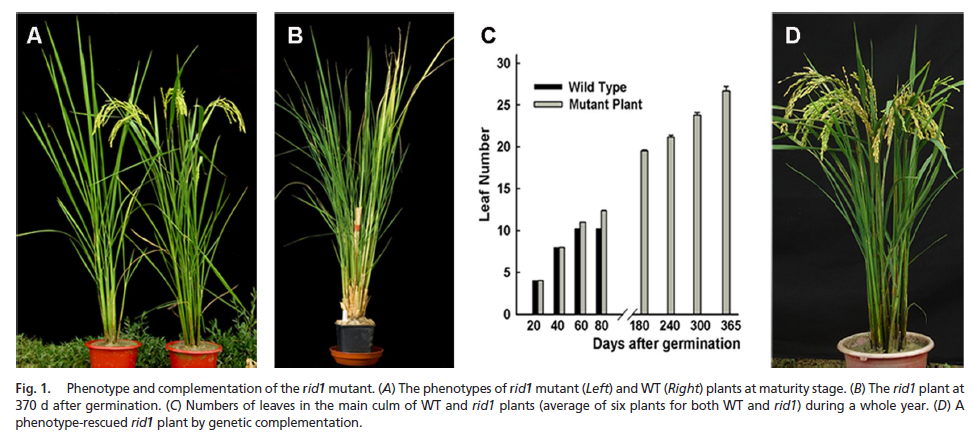 A
B
C
D
30
25
20
15
10
5
0
Leaf Number
Wild Type
Mutant Plant
20 40 60 80 180 240 300 365
Days after germination
Fig. 1. Phenotype and complementation of the rid1 mutant. (A) The phenotypes of rid1 mutant (Left) and WT (Right) plants at maturity stage. (B) The rid1 plant at
370 d after germination. (C) Numbers of leaves in the main culm of WT and rid1 plants (average of six plants for both WT and rid1) during a whole year. (D) A
phenotype-rescued rid1 plant by genetic complementation.